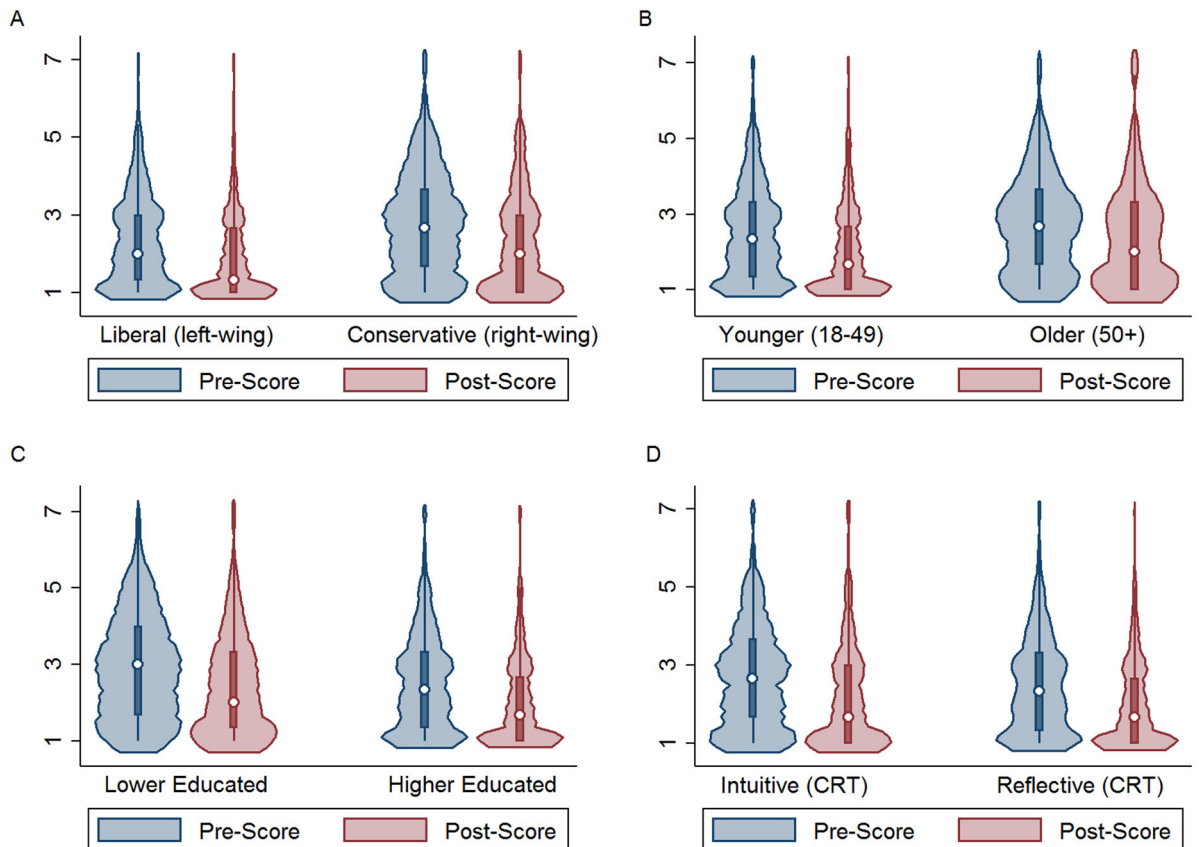 A
7
5
3
1
Liberal (left-wing) Conservative (right-wing)
Pre-Score Post-Score
B
7
5
3
1
Younger (18-49) Older (50+)
Pre-Score Post-Score
C
7
5
3
1
Lower Educated Higher Educated
Pre-Score Post-Score
D
7
5
3
1
Intuitive (CRT) Reflective (CRT)
Pre-Score Post-Score